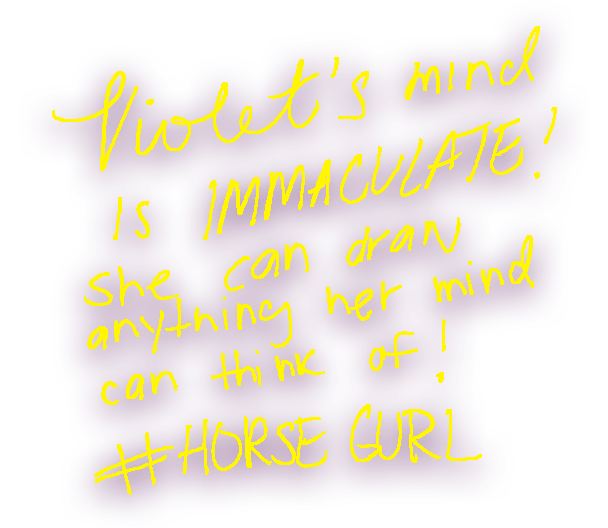 Violet's mind
is IMMACULATE!
she can draw
anything her mind
can think of!
#HORSE GURL